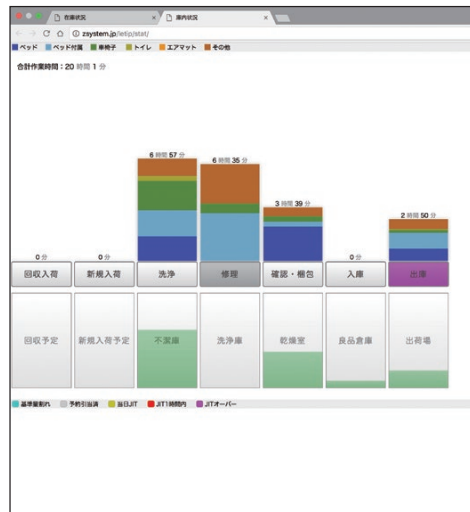 在庫状況 × 庫内状況 ×
zsystem.jp/letip/stat/
ベッド ベッド付属 車椅子 トイレ エアマット その他
合計作業時間：20 時間 1 分
6 時間 57 分 6 時間 35 分
3 時間 39 分
2 時間 50 分
0 分 0 分 0 分
回収入荷 新規入荷 洗浄 修理 確認・梱包 入庫 出庫
回収予定 新規入荷予定 不潔庫 洗浄庫 乾燥室 良品倉庫 出荷場
基準量割れ 予約引当済 当日JIT JIT1時間内 JITオーバー